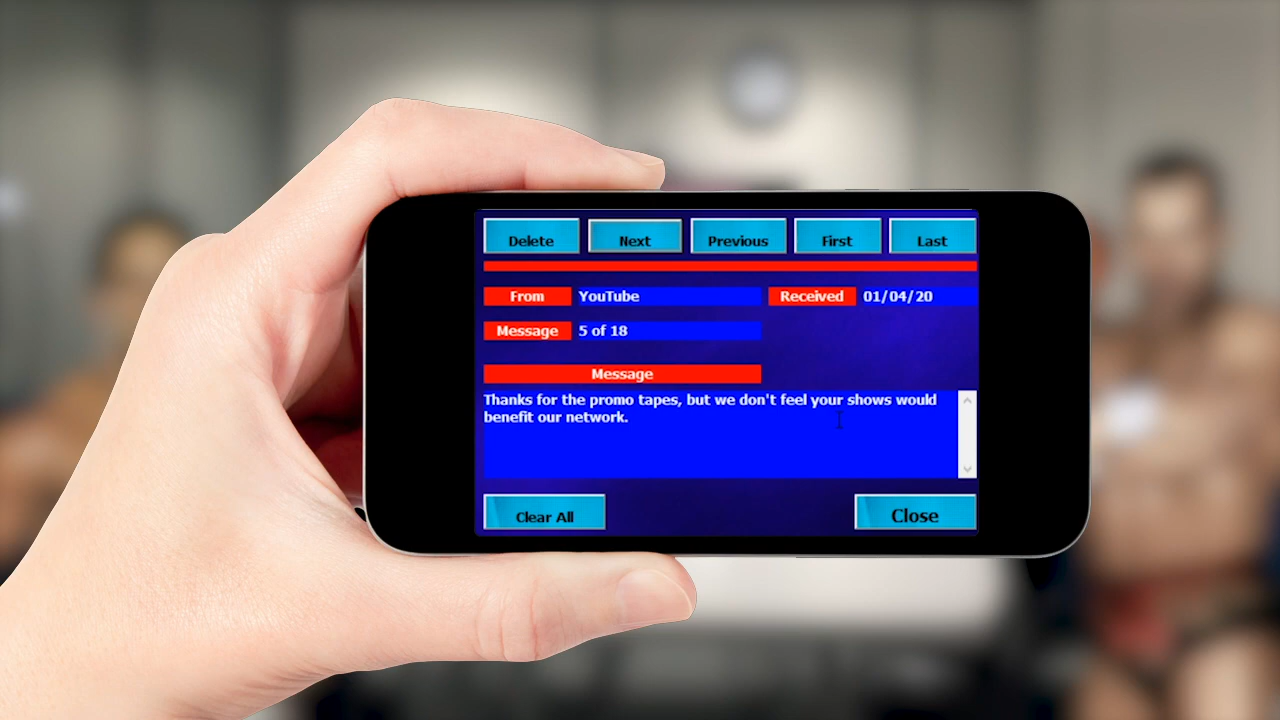 Delete Next Previous First Last
From YouTube Received 01/04/20
Message 5 of 18
Message
Thanks for the promo tapes, but we don't feel your shows would
benefit our network.
Clear All Close